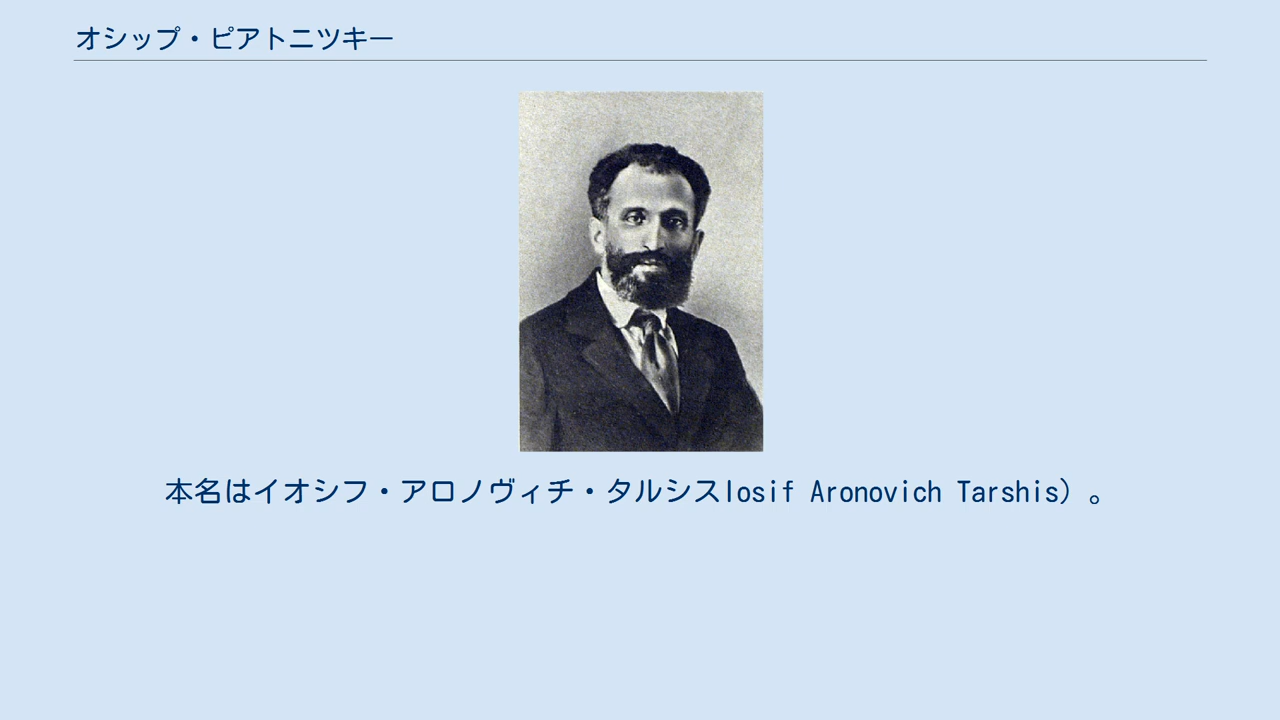 オシップ・ピアトニツキー
本名はイオシフ・アロノヴィチ・タルシスIosif Aronovich Tarshis）。